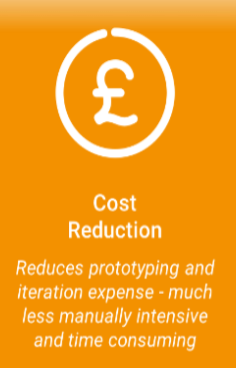 £
Cost
Reduction
Reduces prototyping and
iteration expense - much
less manually intensive
and time consuming